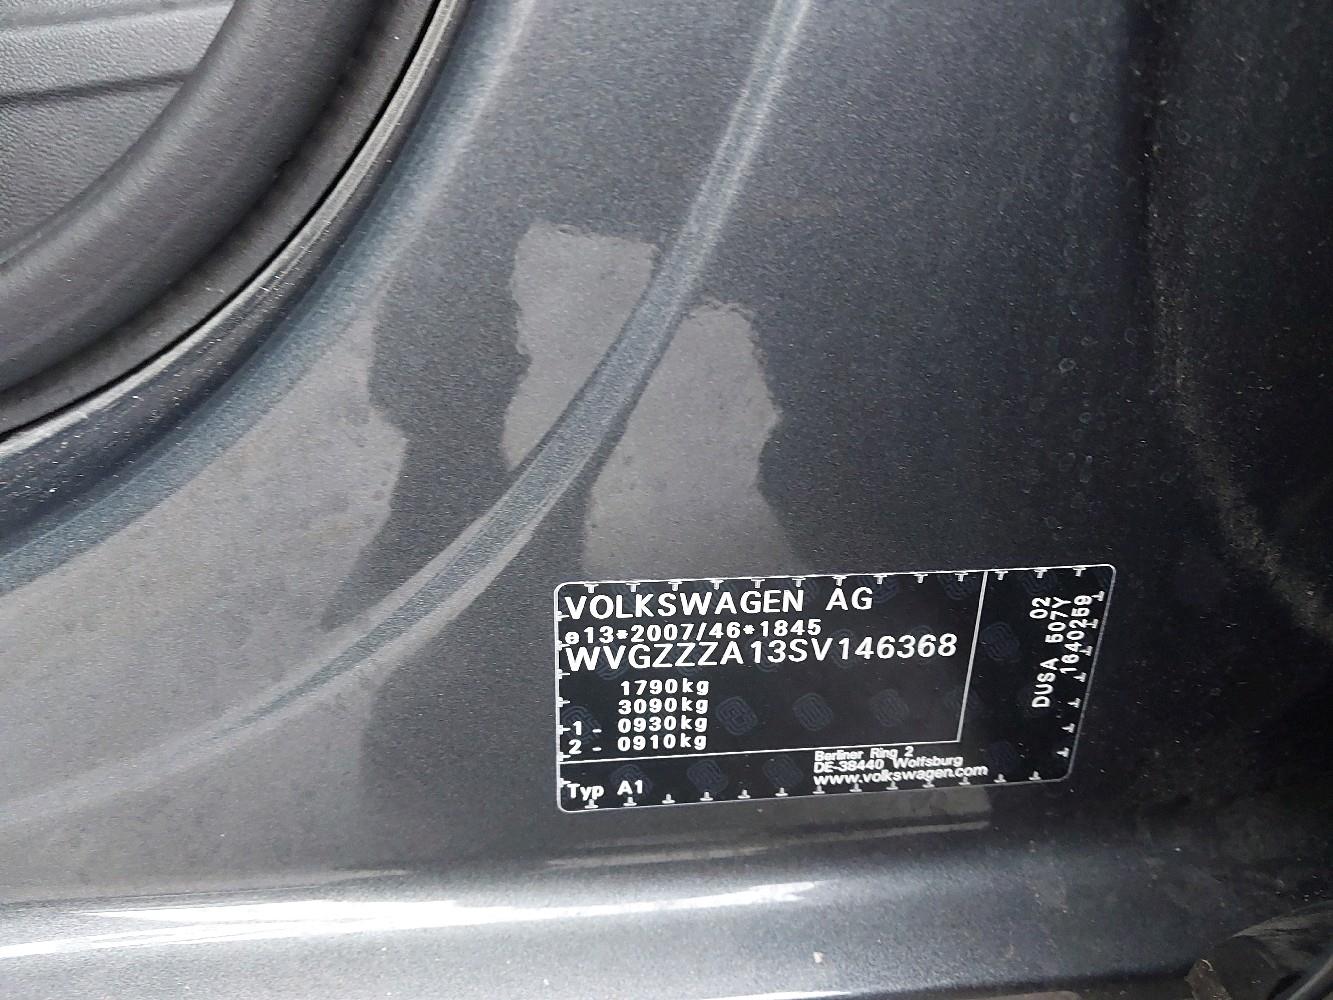 VOLKSWAGEN AG
e13*2007/46*1845
WVGZZZA13SV146368
1790kg
3090kg
1 - 0930kg
2 - 0910kg
Typ A1
Berliner Ring 2
DE-38440 Wolfsburg
www.volkswagen.com
02
DUSA 507Y
1640259